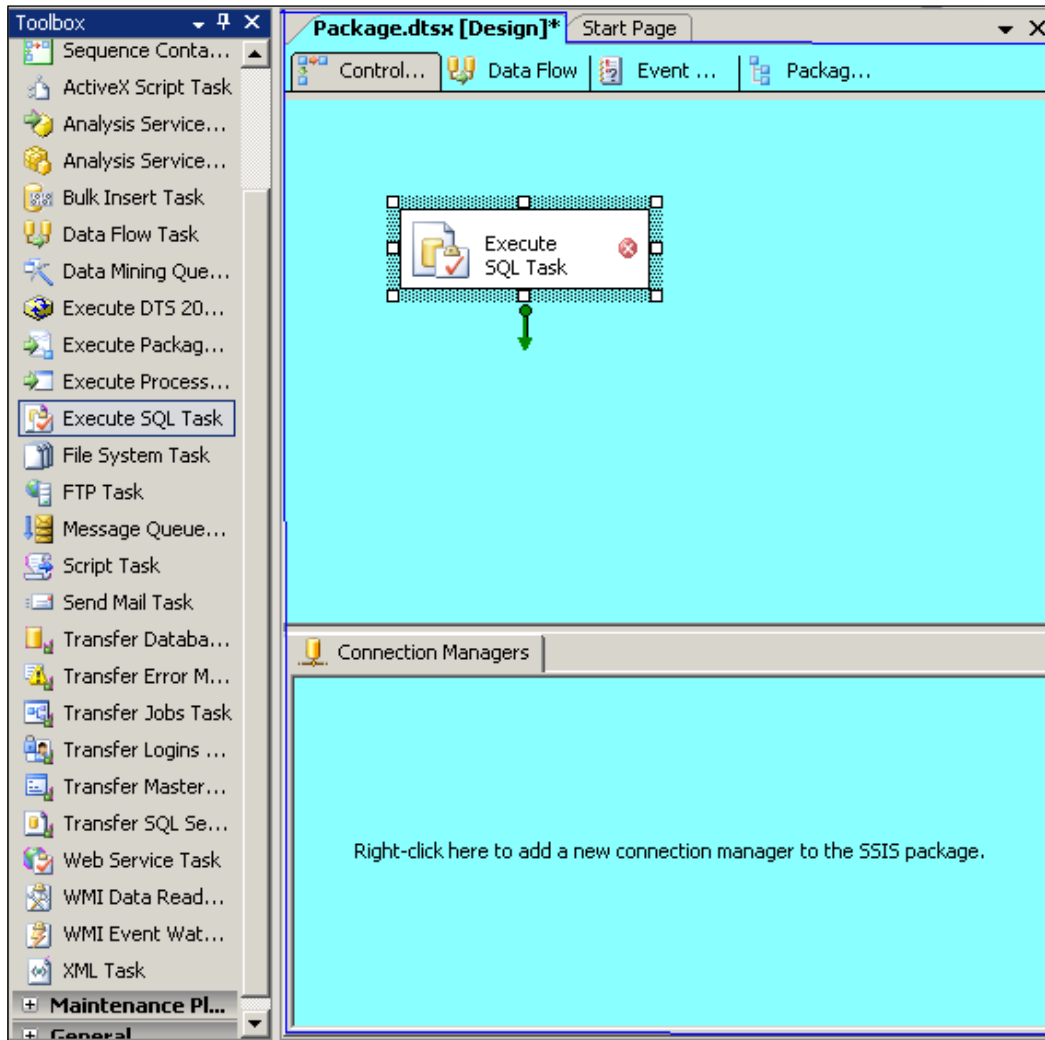 Toolbox
Sequence Conta...
ActiveX Script Task
Analysis Service...
Analysis Service...
Bulk Insert Task
Data Flow Task
Data Mining Que...
Execute DTS 20...
Execute Packag...
Execute Process...
Execute SQL Task
File System Task
FTP Task
Message Queue...
Script Task
Send Mail Task
Transfer Databa...
Transfer Error M...
Transfer Jobs Task
Transfer Logins ...
Transfer Master...
Transfer SQL Se...
Web Service Task
WMI Data Read...
WMI Event Wat...
XML Task
Maintenance Pl...
General
Package.dtsx [Design]* Start Page
Control... Data Flow Event ... Packag...
Execute
SQL Task
Connection Managers
Right-click here to add a new connection manager to the SSIS package.